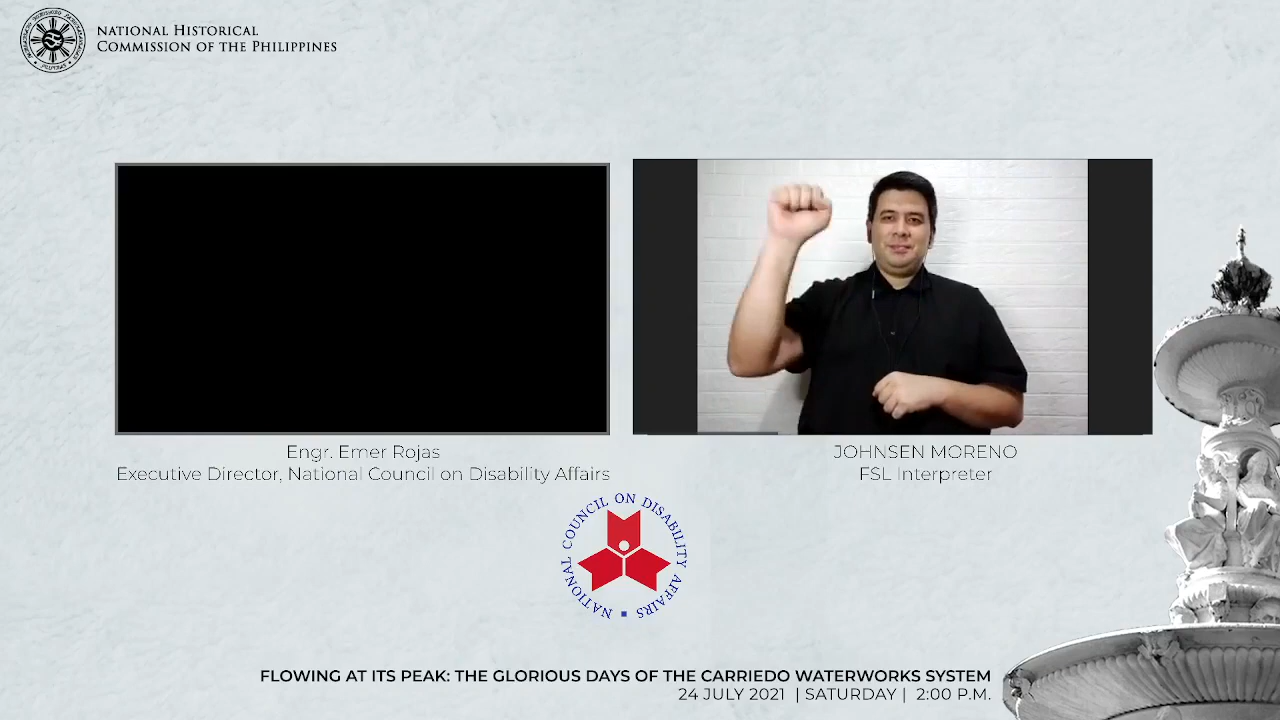 NATIONAL HISTORICAL
COMMISSION OF THE PHILIPPINES
Engr. Emer Rojas
Executive Director, National Council on Disability Affairs
JOHNSEN MORENO
FSL Interpreter
NATIONAL COUNCIL ON DISABILITY AFFAIRS
FLOWING AT ITS PEAK: THE GLORIOUS DAYS OF THE CARRIEDO WATERWORKS SYSTEM
24 JULY 2021 | SATURDAY | 2:00 P.M.